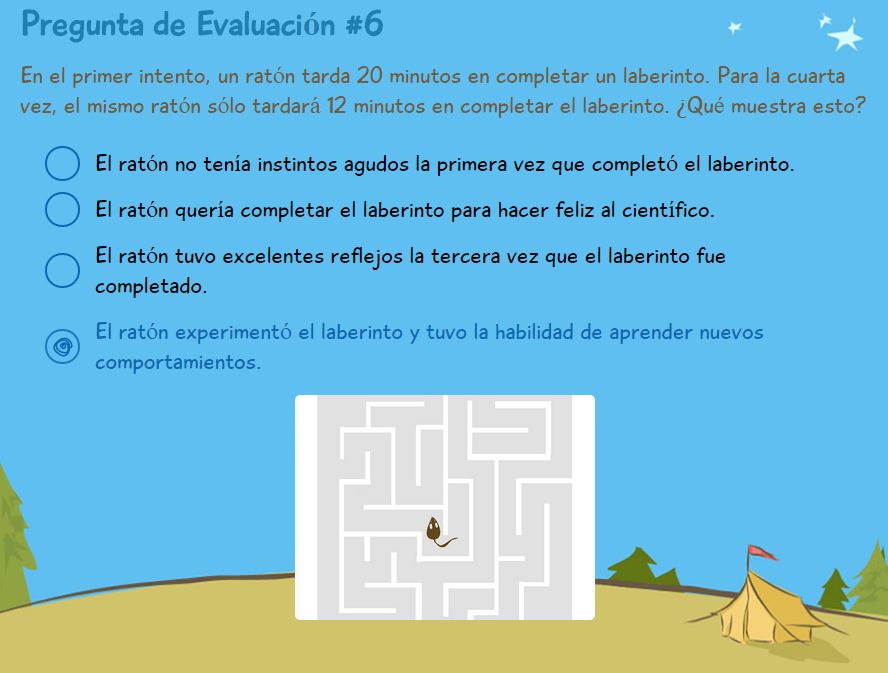 Pregunta de Evaluación #6
En el primer intento, un ratón tarda 20 minutos en completar un laberinto. Para la cuarta
vez, el mismo ratón sólo tardará 12 minutos en completar el laberinto. ¿Qué muestra esto?
El ratón no tenía instintos agudos la primera vez que completó el laberinto.
El ratón quería completar el laberinto para hacer feliz al científico.
El ratón tuvo excelentes reflejos la tercera vez que el laberinto fue
completado.
El ratón experimentó el laberinto y tuvo la habilidad de aprender nuevos
comportamientos.